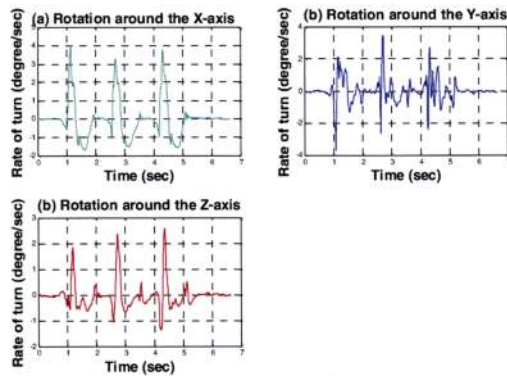 (a) Rotation around the X-axis
Rate of turn (degree/sec)
5
4
3
2
1
0
-1
-2
0 1 2 3 4 5 6 7
Time (sec)
(b) Rotation around the Y-axis
Rate of turn (degree/sec)
4
2
0
-2
-4
0 1 2 3 4 5 6 7
Time (sec)
(b) Rotation around the Z-axis
Rate of turn (degree/sec)
3
2
1
0
-1
-2
0 1 2 3 4 5 6 7
Time (sec)